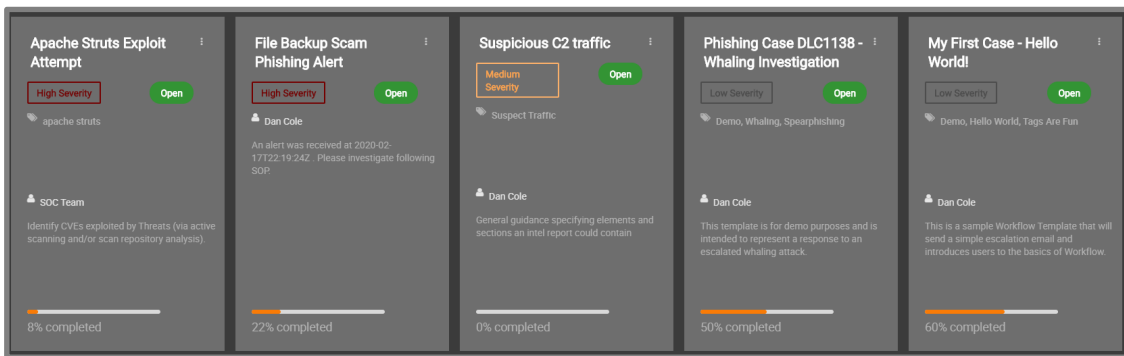 Apache Struts Exploit
Attempt
High Severity
Open
apache struts
SOC Team
Identify CVEs exploited by Threats (via active
scanning and/or scan repository analysis).
8% completed
File Backup Scam
Phishing Alert
High Severity
Open
Dan Cole
An alert was received at 2020-02-
17T22:19:24Z . Please investigate following
SOP.
22% completed
Suspicious C2 traffic
Medium
Severity
Open
Suspect Traffic
Dan Cole
General guidance specifying elements and
sections an intel report could contain
0% completed
Phishing Case DLC1138 -
Whaling Investigation
Low Severity
Open
Demo, Whaling, Spearphishing
Dan Cole
This template is for demo purposes and is
intended to represent a response to an
escalated whaling attack.
50% completed
My First Case - Hello
World!
Low Severity
Open
Demo, Hello World, Tags Are Fun
Dan Cole
This is a sample Workflow Template that will
send a simple escalation email and
introduces users to the basics of Workflow.
60% completed